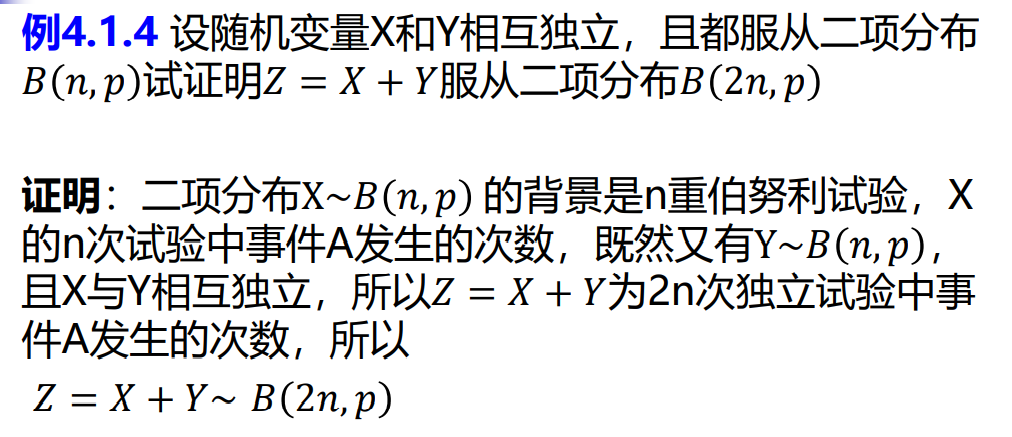 例4.1.4 设随机变量X和Y相互独立，且都服从二项分布
B(n,p)试证明Z = X + Y服从二项分布B(2n,p)
证明：二项分布X~B(n,p) 的背景是n重伯努利试验，X
的n次试验中事件A发生的次数，既然又有Y~B(n,p)，
且X与Y相互独立，所以Z = X + Y为2n次独立试验中事
件A发生的次数，所以
Z = X + Y~ B(2n,p)